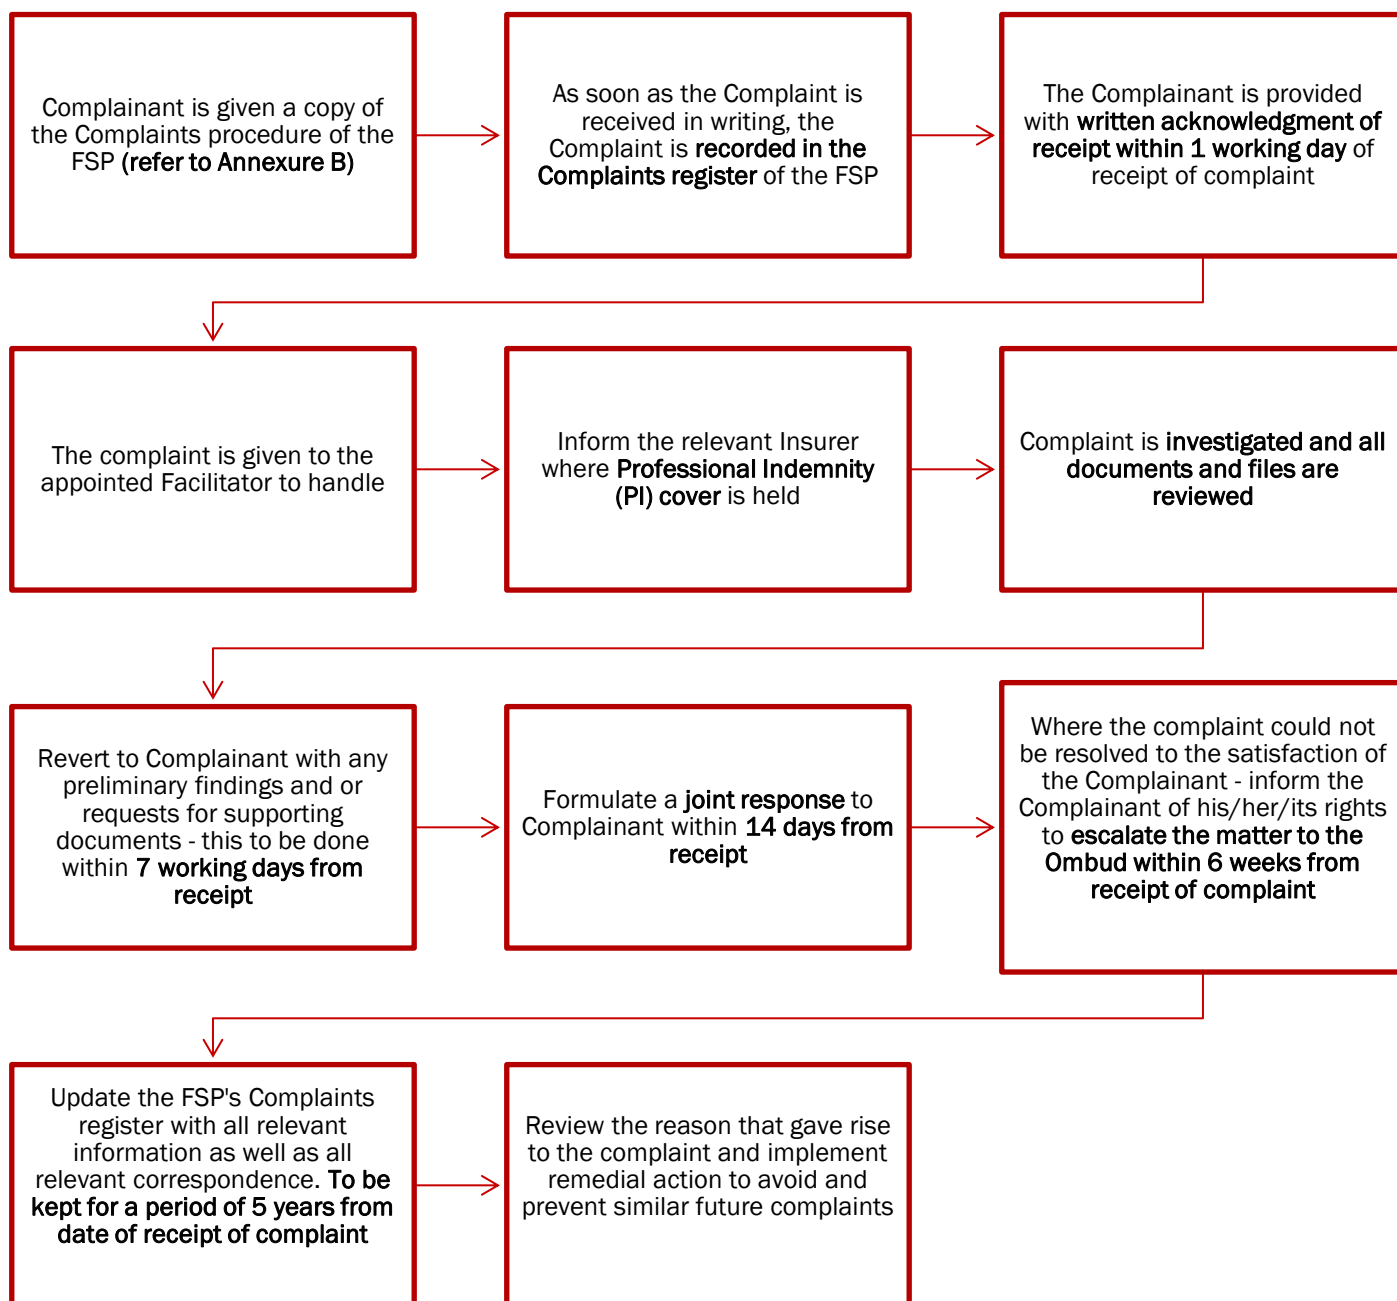 Complainant is given a copy of
the Complaints procedure of the
FSP (refer to Annexure B)
As soon as the Complaint is
received in writing, the
Complaint is recorded in the
Complaints register of the FSP
The Complainant is provided
with written acknowledgment of
receipt within 1 working day of
receipt of complaint
The complaint is given to the
appointed Facilitator to handle
Inform the relevant Insurer
where Professional Indemnity
(PI) cover is held
Complaint is investigated and all
documents and files are
reviewed
Revert to Complainant with any
preliminary findings and or
requests for supporting
documents - this to be done
within 7 working days from
receipt
Formulate a joint response to
Complainant within 14 days from
receipt
Where the complaint could not
be resolved to the satisfaction of
the Complainant - inform the
Complainant of his/her/its rights
to escalate the matter to the
Ombud within 6 weeks from
receipt of complaint
Update the FSP's Complaints
register with all relevant
information as well as all
relevant correspondence. To be
kept for a period of 5 years from
date of receipt of complaint
Review the reason that gave rise
to the complaint and implement
remedial action to avoid and
prevent similar future complaints